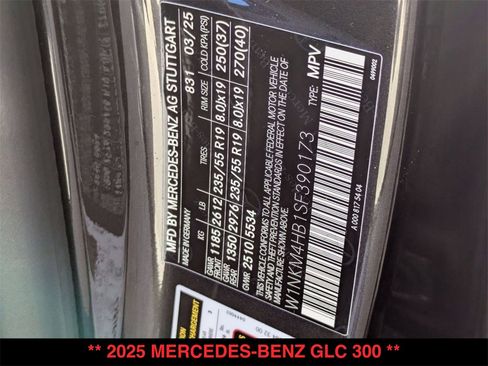 MFD BY MERCEDES-BENZ AG STUTTGART
MADE IN GERMANY 831 03/25
LB TIRES RIM SIZE COLD KPA (PSI)
GAWR FRONT 1185 2612 235/55 R19 8.0Jx19 250(37)
GAWR REAR 1350 2976 235/55 R19 8.0Jx19 270(40)
GVWR 2510 5534
THIS VEHICLE CONFORMS TO ALL APPLICABLE FEDERAL MOTOR VEHICLE
SAFETY AND THEFT PREVENTION STANDARDS IN EFFECT ON THE DATE OF
MANUFACTURE SHOWN ABOVE.
W1NKM4HB1SF390173 TYPE: MPV
A 000 817 54 04
** 2025 MERCEDES-BENZ GLC 300 **